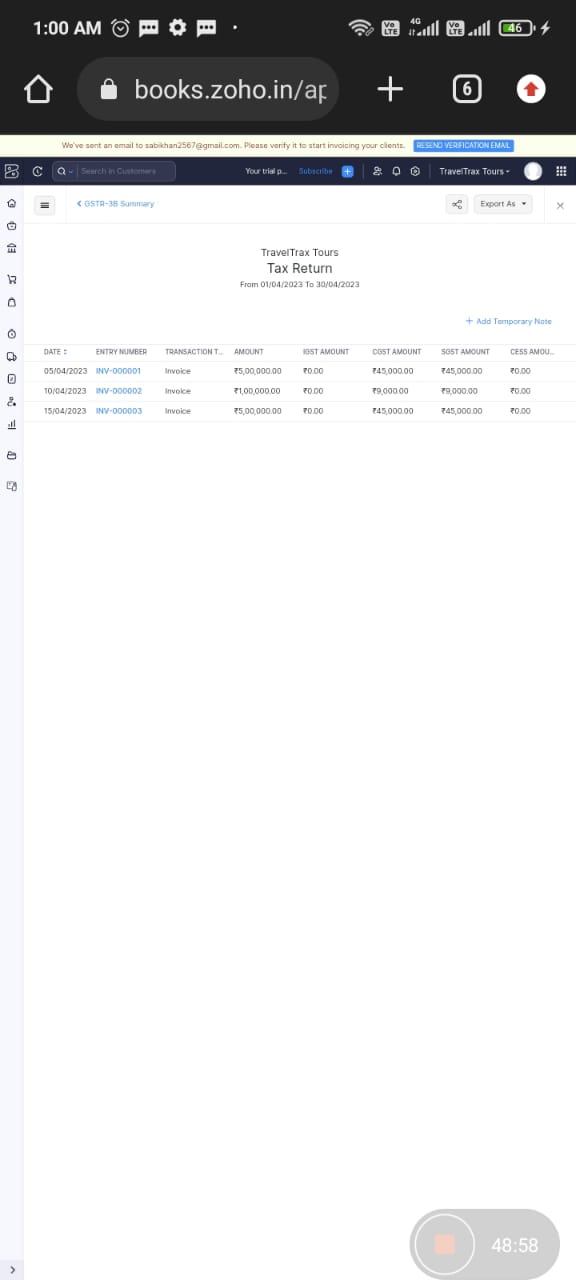 1:00 AM
Vo LTE 4G Vo LTE 46
books.zoho.in/ap 6
We've sent an email to sabikhan2567@gmail.com. Please verify it to start invoicing your clients. RESEND VERIFICATION EMAIL
Search in Customers Your trial p... Subscribe TravelTrax Tours
GSTR-3B Summary Export As
TravelTrax Tours
Tax Return
From 01/04/2023 To 30/04/2023
+ Add Temporary Note
DATE ENTRY NUMBER TRANSACTION T... AMOUNT IGST AMOUNT CGST AMOUNT SGST AMOUNT CESS AMOU...
05/04/2023 INV-000001 Invoice ₹5,00,000.00 ₹0.00 ₹45,000.00 ₹45,000.00 ₹0.00
10/04/2023 INV-000002 Invoice ₹1,00,000.00 ₹0.00 ₹9,000.00 ₹9,000.00 ₹0.00
15/04/2023 INV-000003 Invoice ₹5,00,000.00 ₹0.00 ₹45,000.00 ₹45,000.00 ₹0.00
48:58